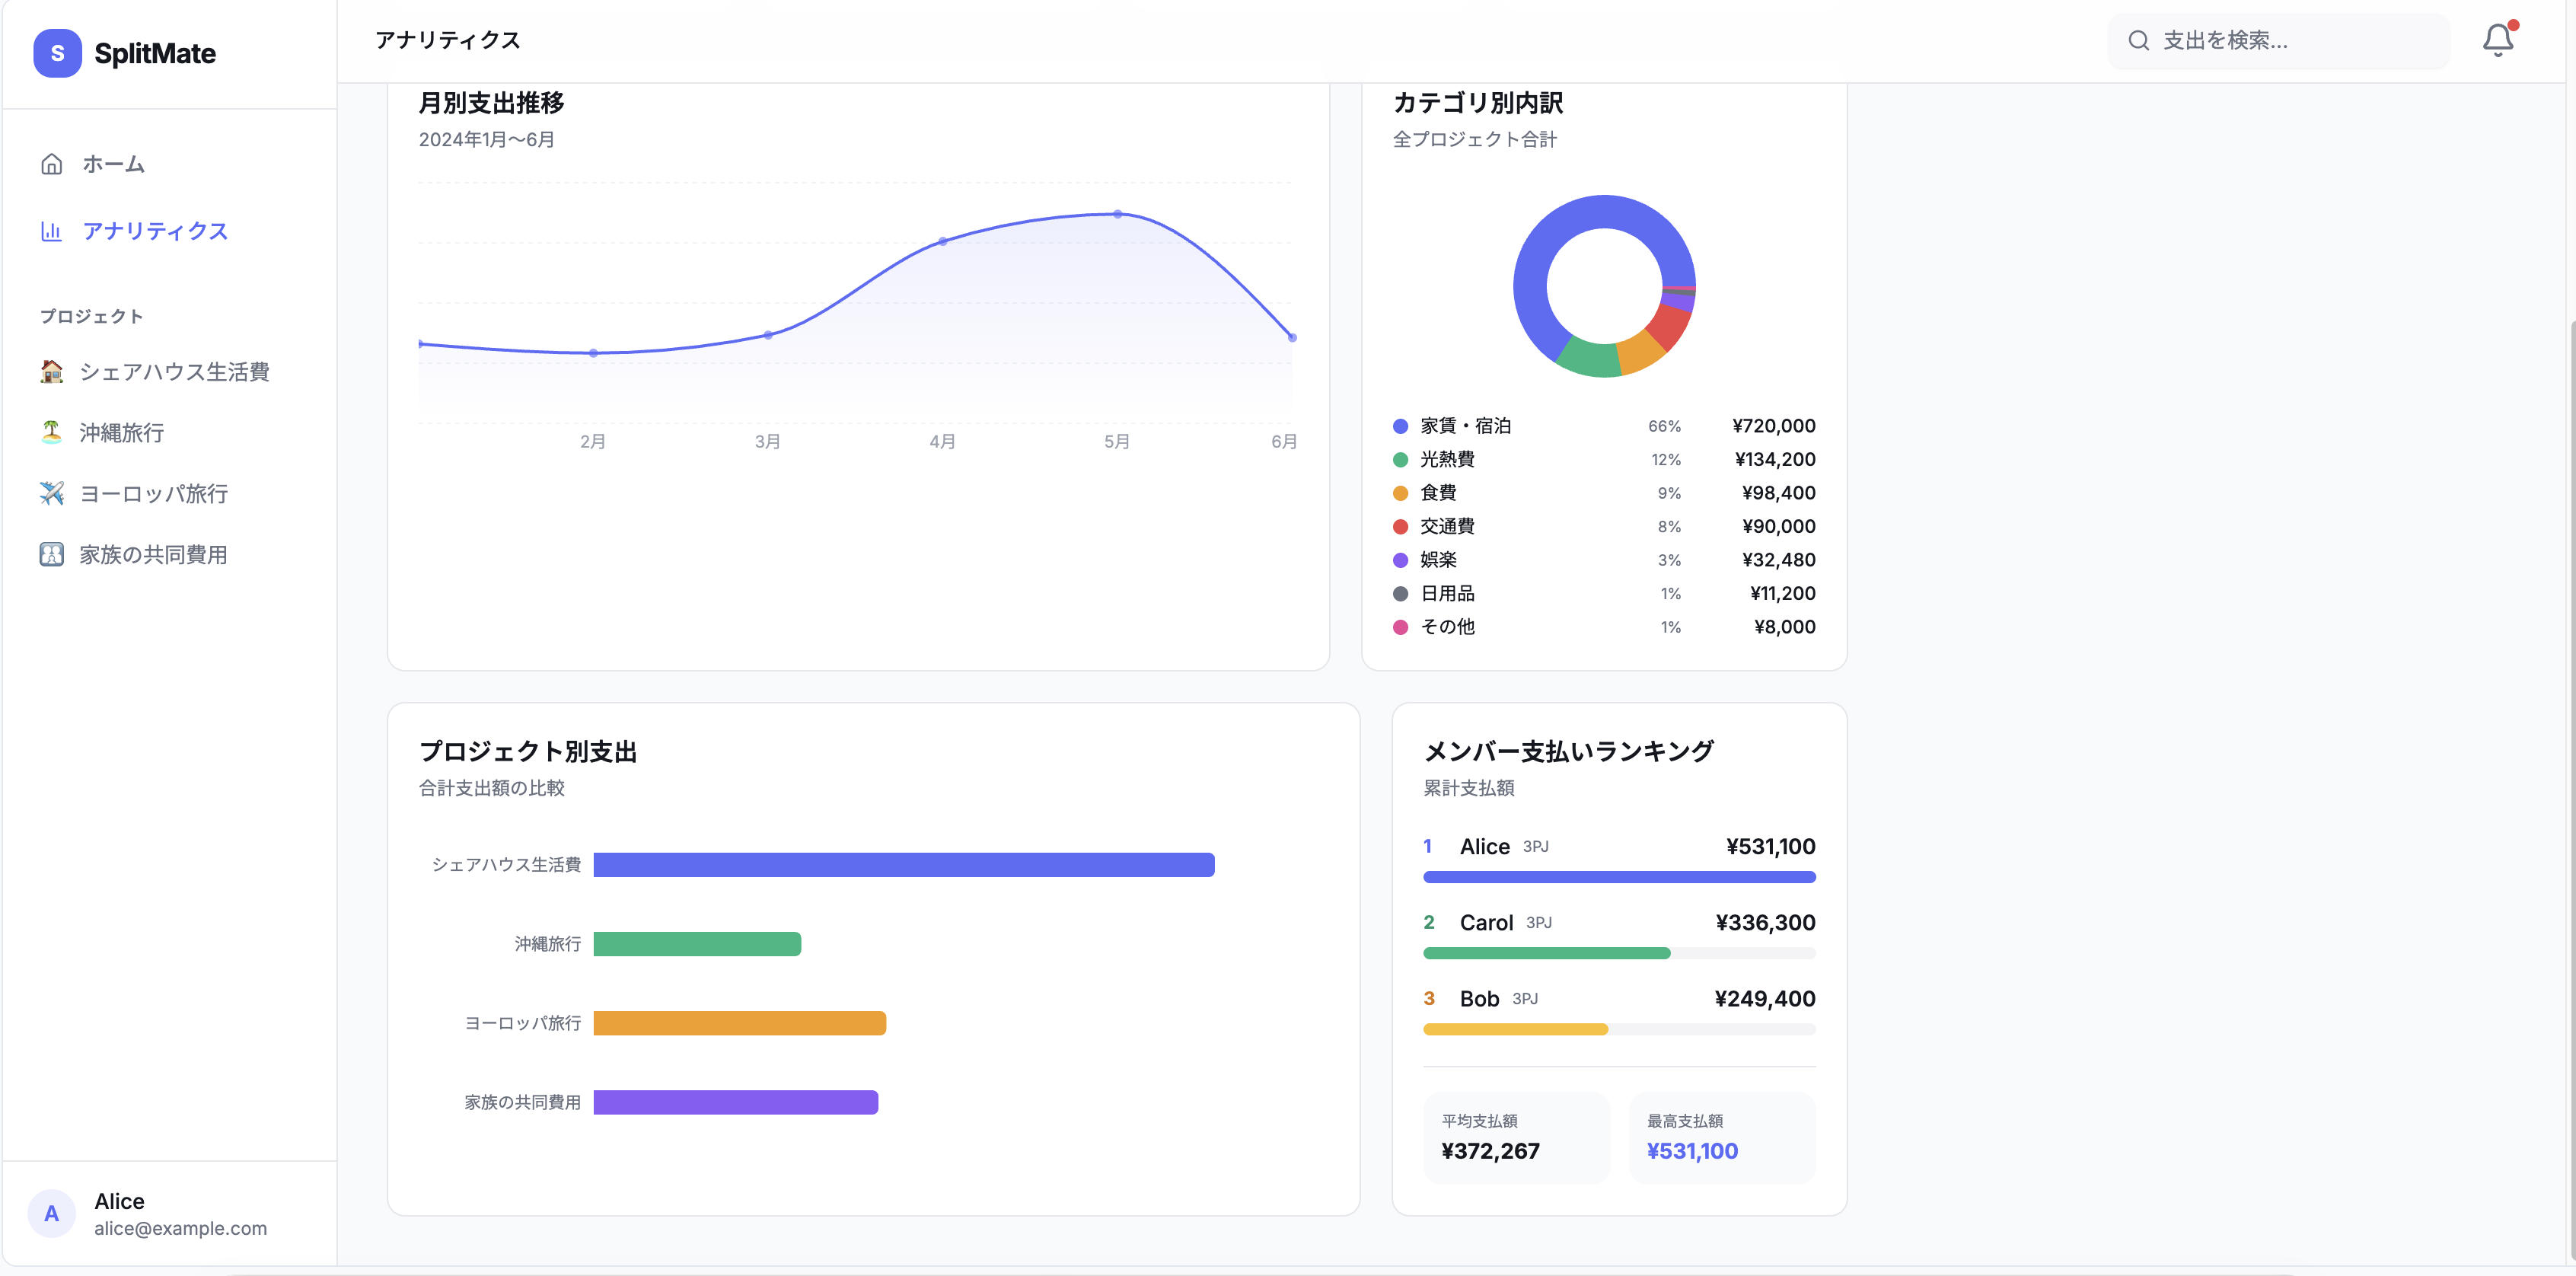 S SplitMate
ホーム
アナリティクス
プロジェクト
シェアハウス生活費
沖縄旅行
ヨーロッパ旅行
家族の共同費用
A
Alice
alice@example.com
アナリティクス
支出を検索...
月別支出推移
2024年1月〜6月
2月 3月 4月 5月 6月
カテゴリ別内訳
全プロジェクト合計
家賃・宿泊 66% ¥720,000
光熱費 12% ¥134,200
食費 9% ¥98,400
交通費 8% ¥90,000
娯楽 3% ¥32,480
日用品 1% ¥11,200
その他 1% ¥8,000
プロジェクト別支出
合計支出額の比較
シェアハウス生活費
沖縄旅行
ヨーロッパ旅行
家族の共同費用
メンバー支払いランキング
累計支払額
1 Alice 3PJ ¥531,100
2 Carol 3PJ ¥336,300
3 Bob 3PJ ¥249,400
平均支払額
¥372,267
最高支払額
¥531,100